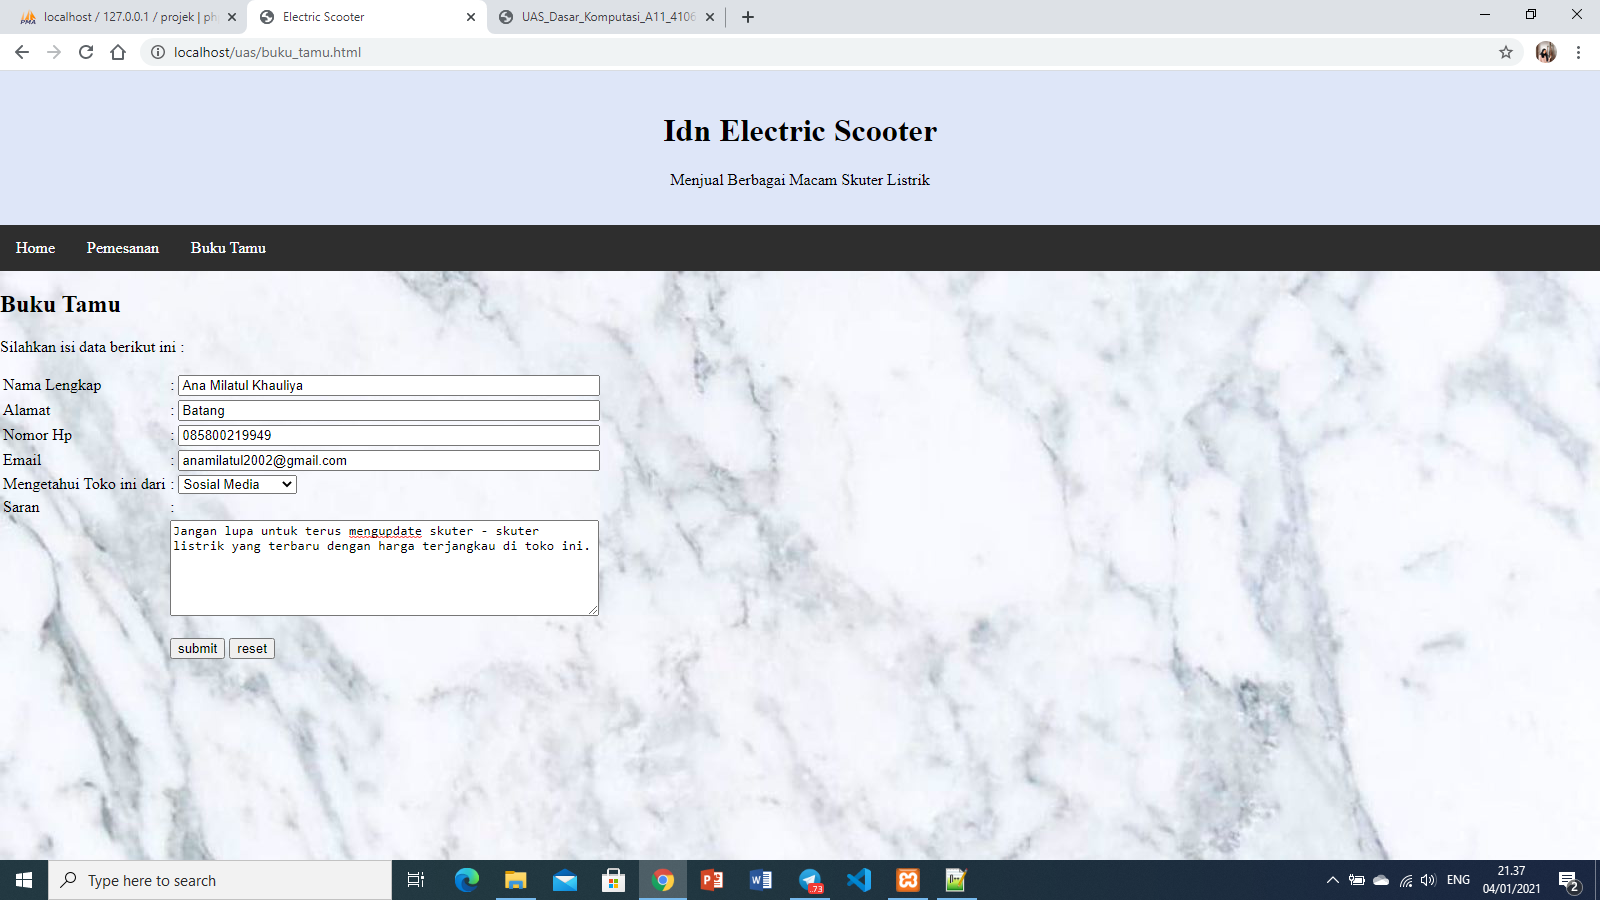 localhost / 127.0.0.1 / projek | ph
Electric Scooter
UAS_Dasar_Komputasi_A11_4106
localhost/uas/buku_tamu.html
Idn Electric Scooter
Menjual Berbagai Macam Skuter Listrik
Home Pemesanan Buku Tamu
Buku Tamu
Silahkan isi data berikut ini :
Nama Lengkap : Ana Milatul Khauliya
Alamat : Batang
Nomor Hp : 085800219949
Email : anamilatul2002@gmail.com
Mengetahui Toko ini dari : Sosial Media
Saran :
Jangan lupa untuk terus mengupdate skuter - skuter
listrik yang terbaru dengan harga terjangkau di toko ini.
submit reset
Type here to search
ENG
21.37
04/01/2021
2